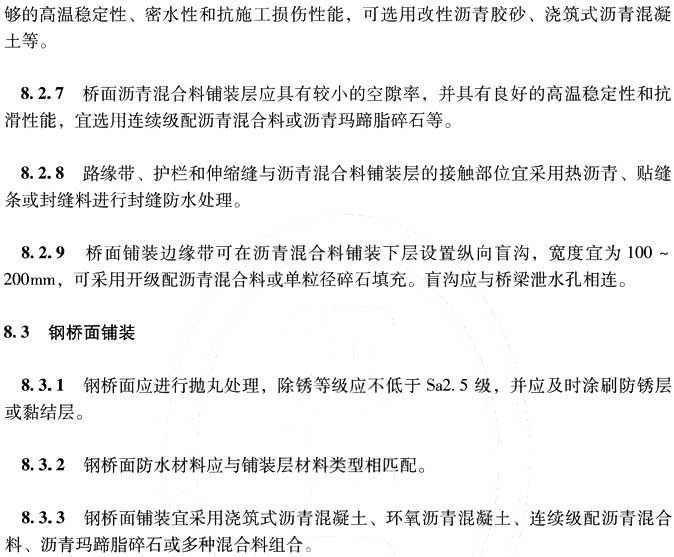 够的高温稳定性、密水性和抗施工损伤性能，可选用改性沥青胶砂、浇筑式沥青混凝
土等。
8.2.7 桥面沥青混合料铺装层应具有较小的空隙率，并具有良好的高温稳定性和抗
滑性能，宜选用连续级配沥青混合料或沥青玛蹄脂碎石等。
8.2.8 路缘带、护栏和伸缩缝与沥青混合料铺装层的接触部位宜采用热沥青、贴缝
条或封缝料进行封缝防水处理。
8.2.9 桥面铺装边缘带可在沥青混合料铺装下层设置纵向盲沟，宽度宜为 100 ~
200mm，可采用开级配沥青混合料或单粒径碎石填充。盲沟应与桥梁泄水孔相连。
8.3 钢桥面铺装
8.3.1 钢桥面应进行抛丸处理，除锈等级应不低于 Sa2.5 级，并应及时涂刷防锈层
或黏结层。
8.3.2 钢桥面防水材料应与铺装层材料类型相匹配。
8.3.3 钢桥面铺装宜采用浇筑式沥青混凝土、环氧沥青混凝土、连续级配沥青混合
料、沥青玛蹄脂碎石或多种混合料组合。